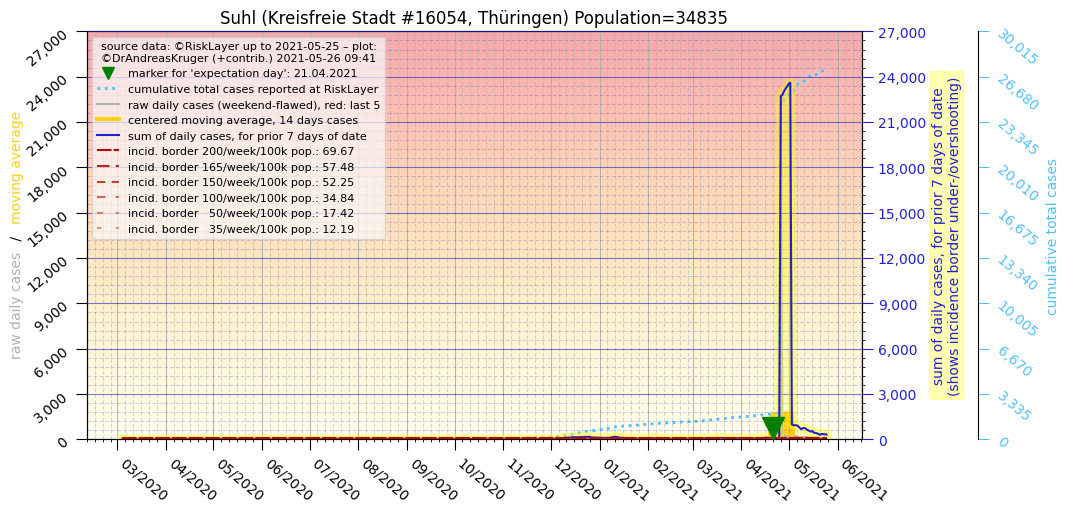 Suhl (Kreisfreie Stadt #16054, Thüringen) Population=34835
source data: ©RiskLayer up to 2021-05-25 – plot:
©DrAndreasKruger (+contrib.) 2021-05-26 09:41
marker for 'expectation day': 21.04.2021
cumulative total cases reported at RiskLayer
raw daily cases (weekend-flawed), red: last 5
centered moving average, 14 days cases
sum of daily cases, for prior 7 days of date
incid. border 200/week/100k pop.: 69.67
incid. border 165/week/100k pop.: 57.48
incid. border 150/week/100k pop.: 52.25
incid. border 100/week/100k pop.: 34.84
incid. border 50/week/100k pop.: 17.42
incid. border 35/week/100k pop.: 12.19
raw daily cases / moving average
27,000
24,000
21,000
18,000
15,000
12,000
9,000
6,000
3,000
0
03/2020
04/2020
05/2020
06/2020
07/2020
08/2020
09/2020
10/2020
11/2020
12/2020
01/2021
02/2021
03/2021
04/2021
05/2021
06/2021
27,000
24,000
21,000
18,000
15,000
12,000
9,000
6,000
3,000
0
sum of daily cases, for prior 7 days of date
(shows incidence border under-/overshooting)
30,015
26,680
23,345
20,010
16,675
13,340
10,005
6,670
3,335
0
cumulative total cases